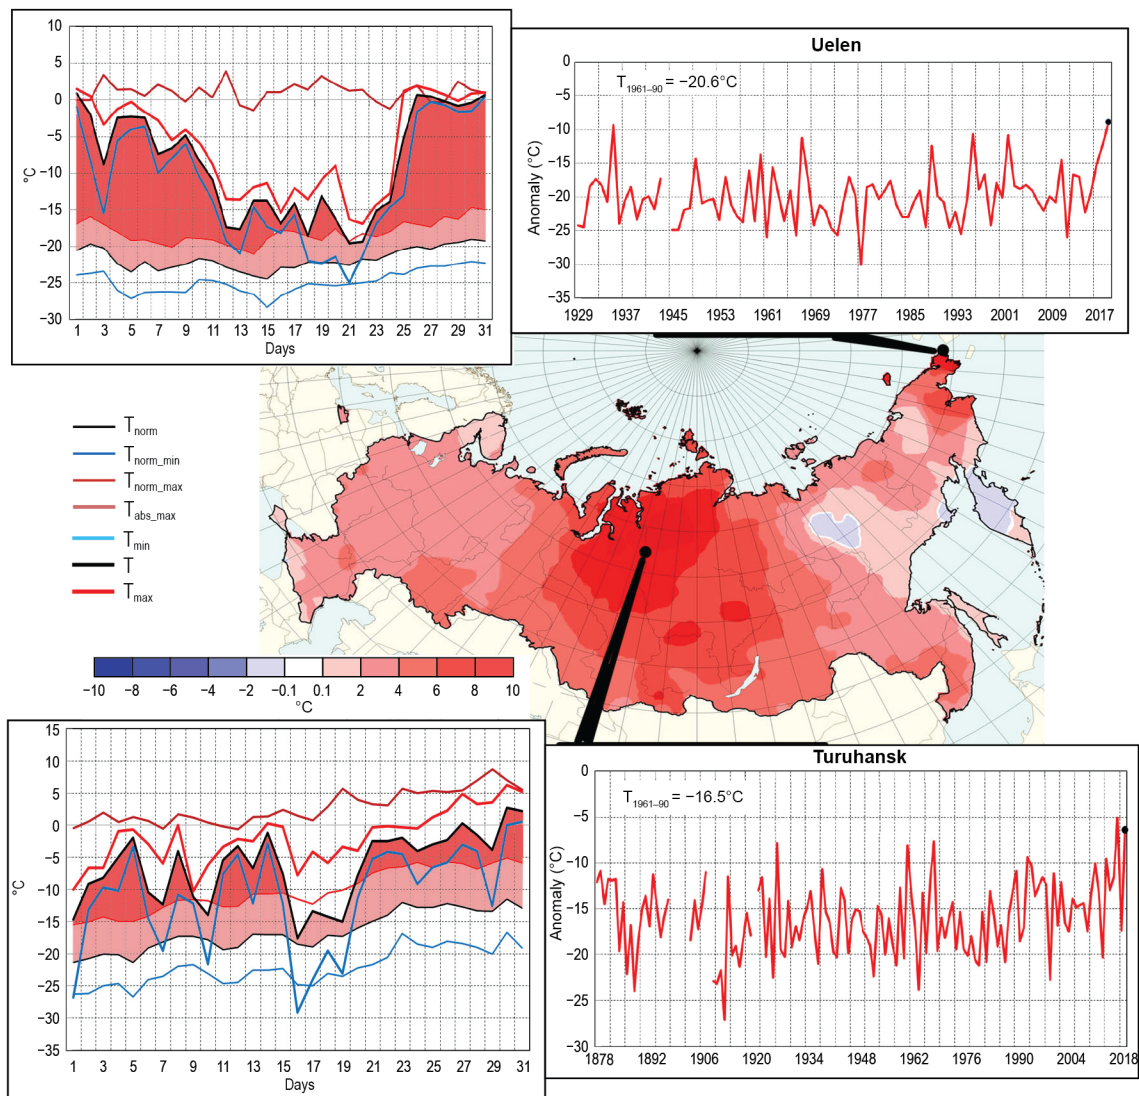 10
5
0
−5
−10
−15
−20
−25
−30
°C
1 3 5 7 9 11 13 15 17 19 21 23 25 27 29 31
Days
Uelen
T1961–90 = −20.6°C
0
−5
−10
−15
−20
−25
−30
−35
Anomaly (°C)
1929 1937 1945 1953 1961 1969 1977 1985 1993 2001 2009 2017
Tnorm
Tnorm_min
Tnorm_max
Tabs_max
Tmin
T
Tmax
−10 −8 −6 −4 −2 −0.1 0.1 2 4 6 8 10
°C
15
10
5
0
−5
−10
−15
−20
−25
−30
−35
°C
1 3 5 7 9 11 13 15 17 19 21 23 25 27 29 31
Days
Turuhansk
T1961–90 = −16.5°C
0
−5
−10
−15
−20
−25
−30
Anomaly (°C)
1878 1892 1906 1920 1934 1948 1962 1976 1990 2004 2018